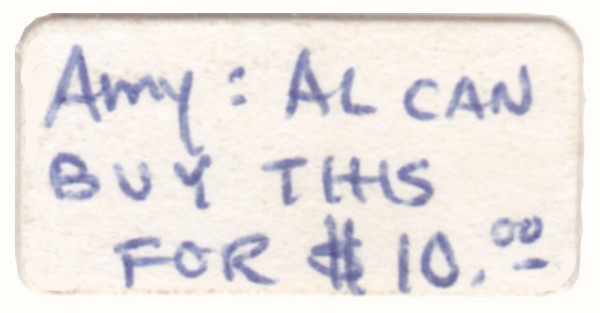 Amy: AL CAN
BUY THIS
FOR $10.00